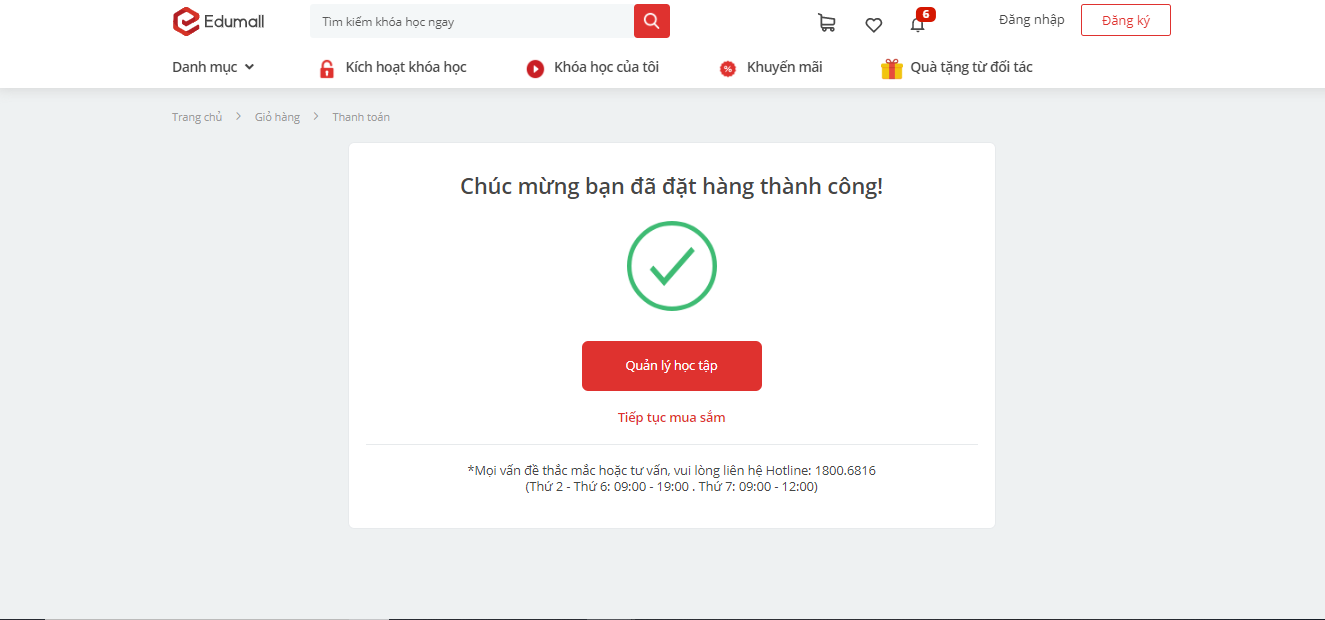 Edumall
Tìm kiếm khóa học ngay
6
Đăng nhập
Đăng ký
Danh mục
Kích hoạt khóa học
Khóa học của tôi
%
Khuyến mãi
Quà tặng từ đối tác
Trang chủ > Giỏ hàng > Thanh toán
Chúc mừng bạn đã đặt hàng thành công!
Quản lý học tập
Tiếp tục mua sắm
*Mọi vấn đề thắc mắc hoặc tư vấn, vui lòng liên hệ Hotline: 1800.6816
(Thứ 2 - Thứ 6: 09:00 - 19:00 . Thứ 7: 09:00 - 12:00)